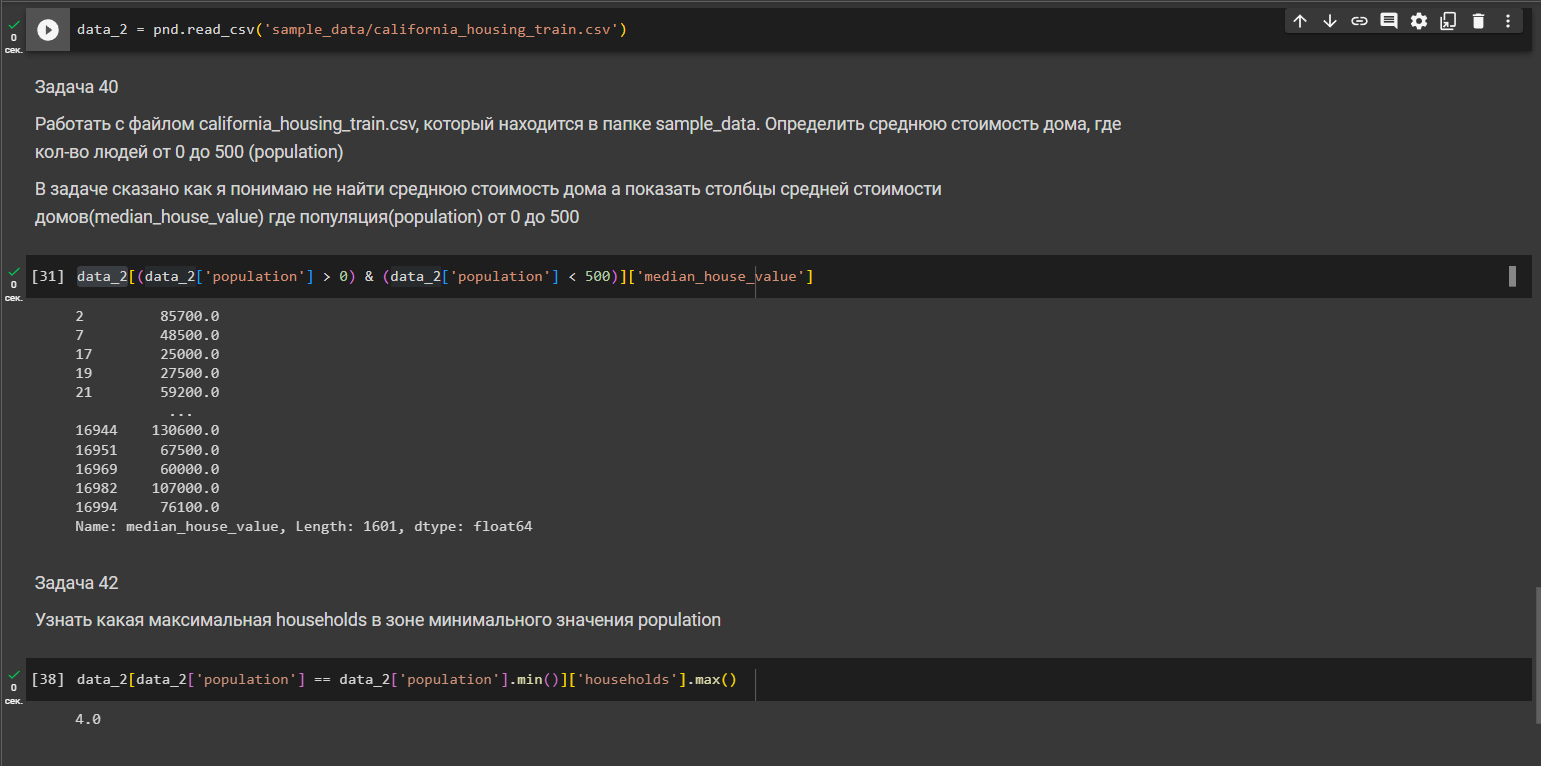 data_2 = pnd.read_csv('sample_data/california_housing_train.csv')
0
сек.
Задача 40
Работать с файлом california_housing_train.csv, который находится в папке sample_data. Определить среднюю стоимость дома, где
кол-во людей от 0 до 500 (population)
В задаче сказано как я понимаю не найти среднюю стоимость дома а показать столбцы средней стоимости
домов(median_house_value) где популяция(population) от 0 до 500
[31] data_2[(data_2['population'] > 0) & (data_2['population'] < 500)]['median_house_value']
0
сек.
2 85700.0
7 48500.0
17 25000.0
19 27500.0
21 59200.0
...
16944 130600.0
16951 67500.0
16969 60000.0
16982 107000.0
16994 76100.0
Name: median_house_value, Length: 1601, dtype: float64
Задача 42
Узнать какая максимальная households в зоне минимального значения population
[38] data_2[data_2['population'] == data_2['population'].min()]['households'].max()
0
сек.
4.0